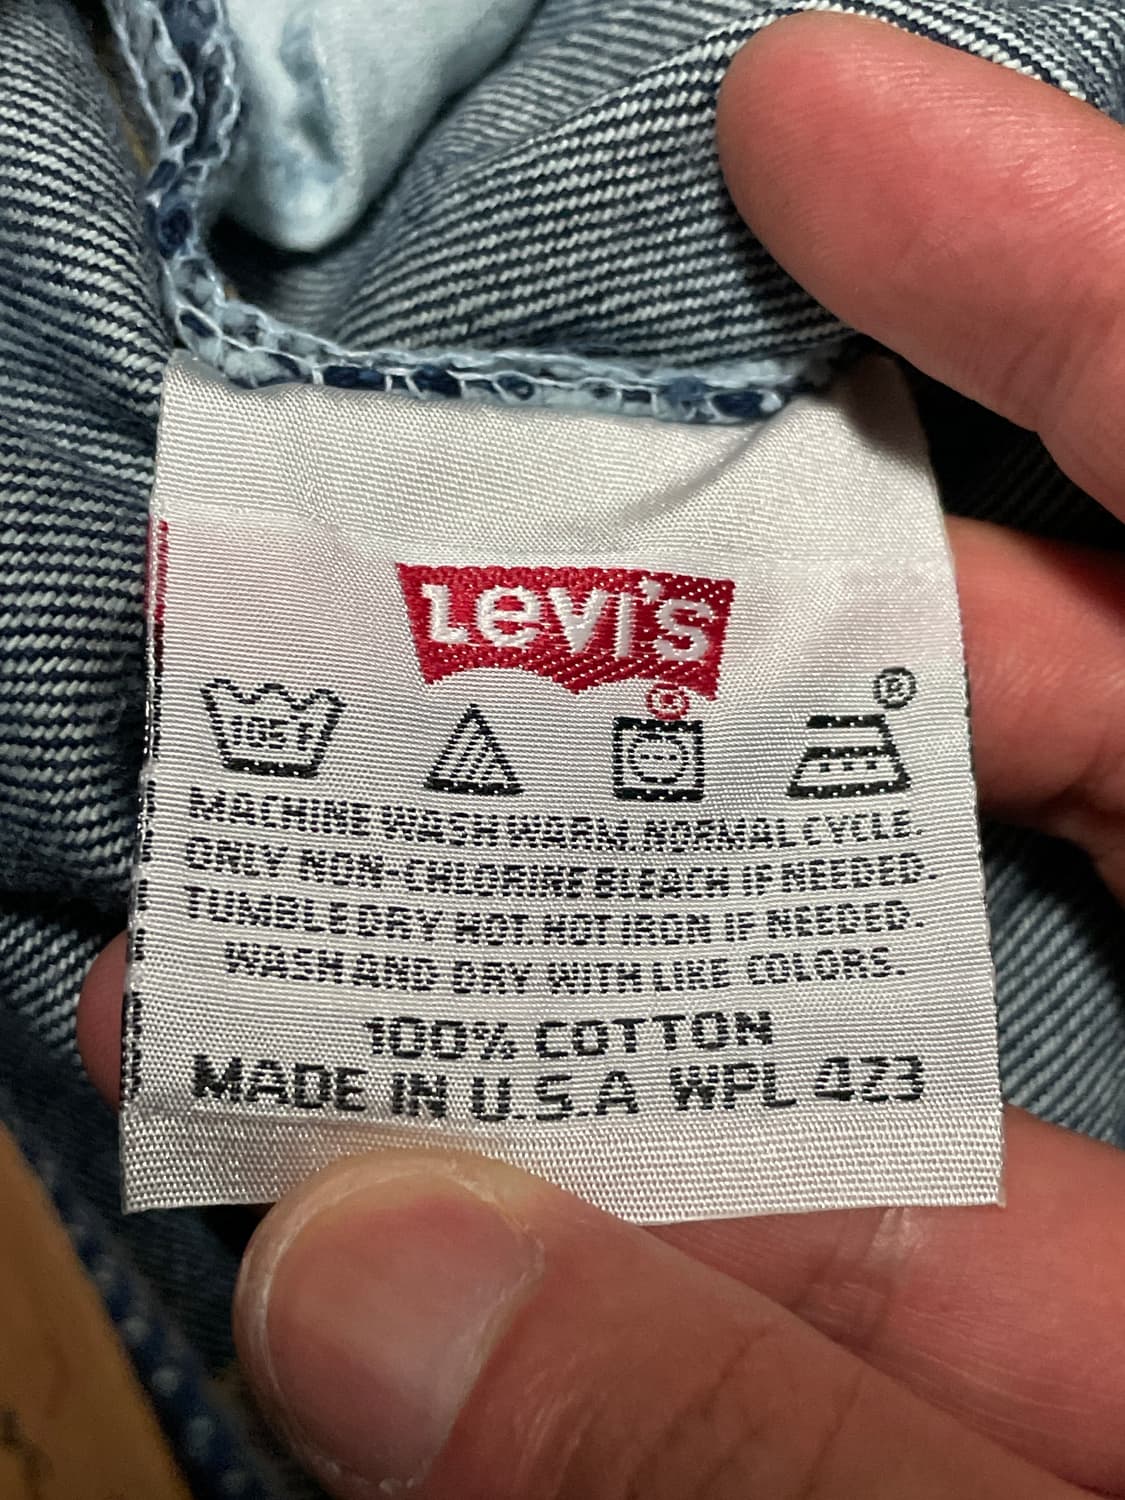 Levi's
®
®
105F
MACHINE WASH WARM. NORMAL CYCLE.
ONLY NON-CHLORINE BLEACH IF NEEDED.
TUMBLE DRY HOT. HOT IRON IF NEEDED.
WASH AND DRY WITH LIKE COLORS.
100% COTTON
MADE IN U.S.A WPL 423